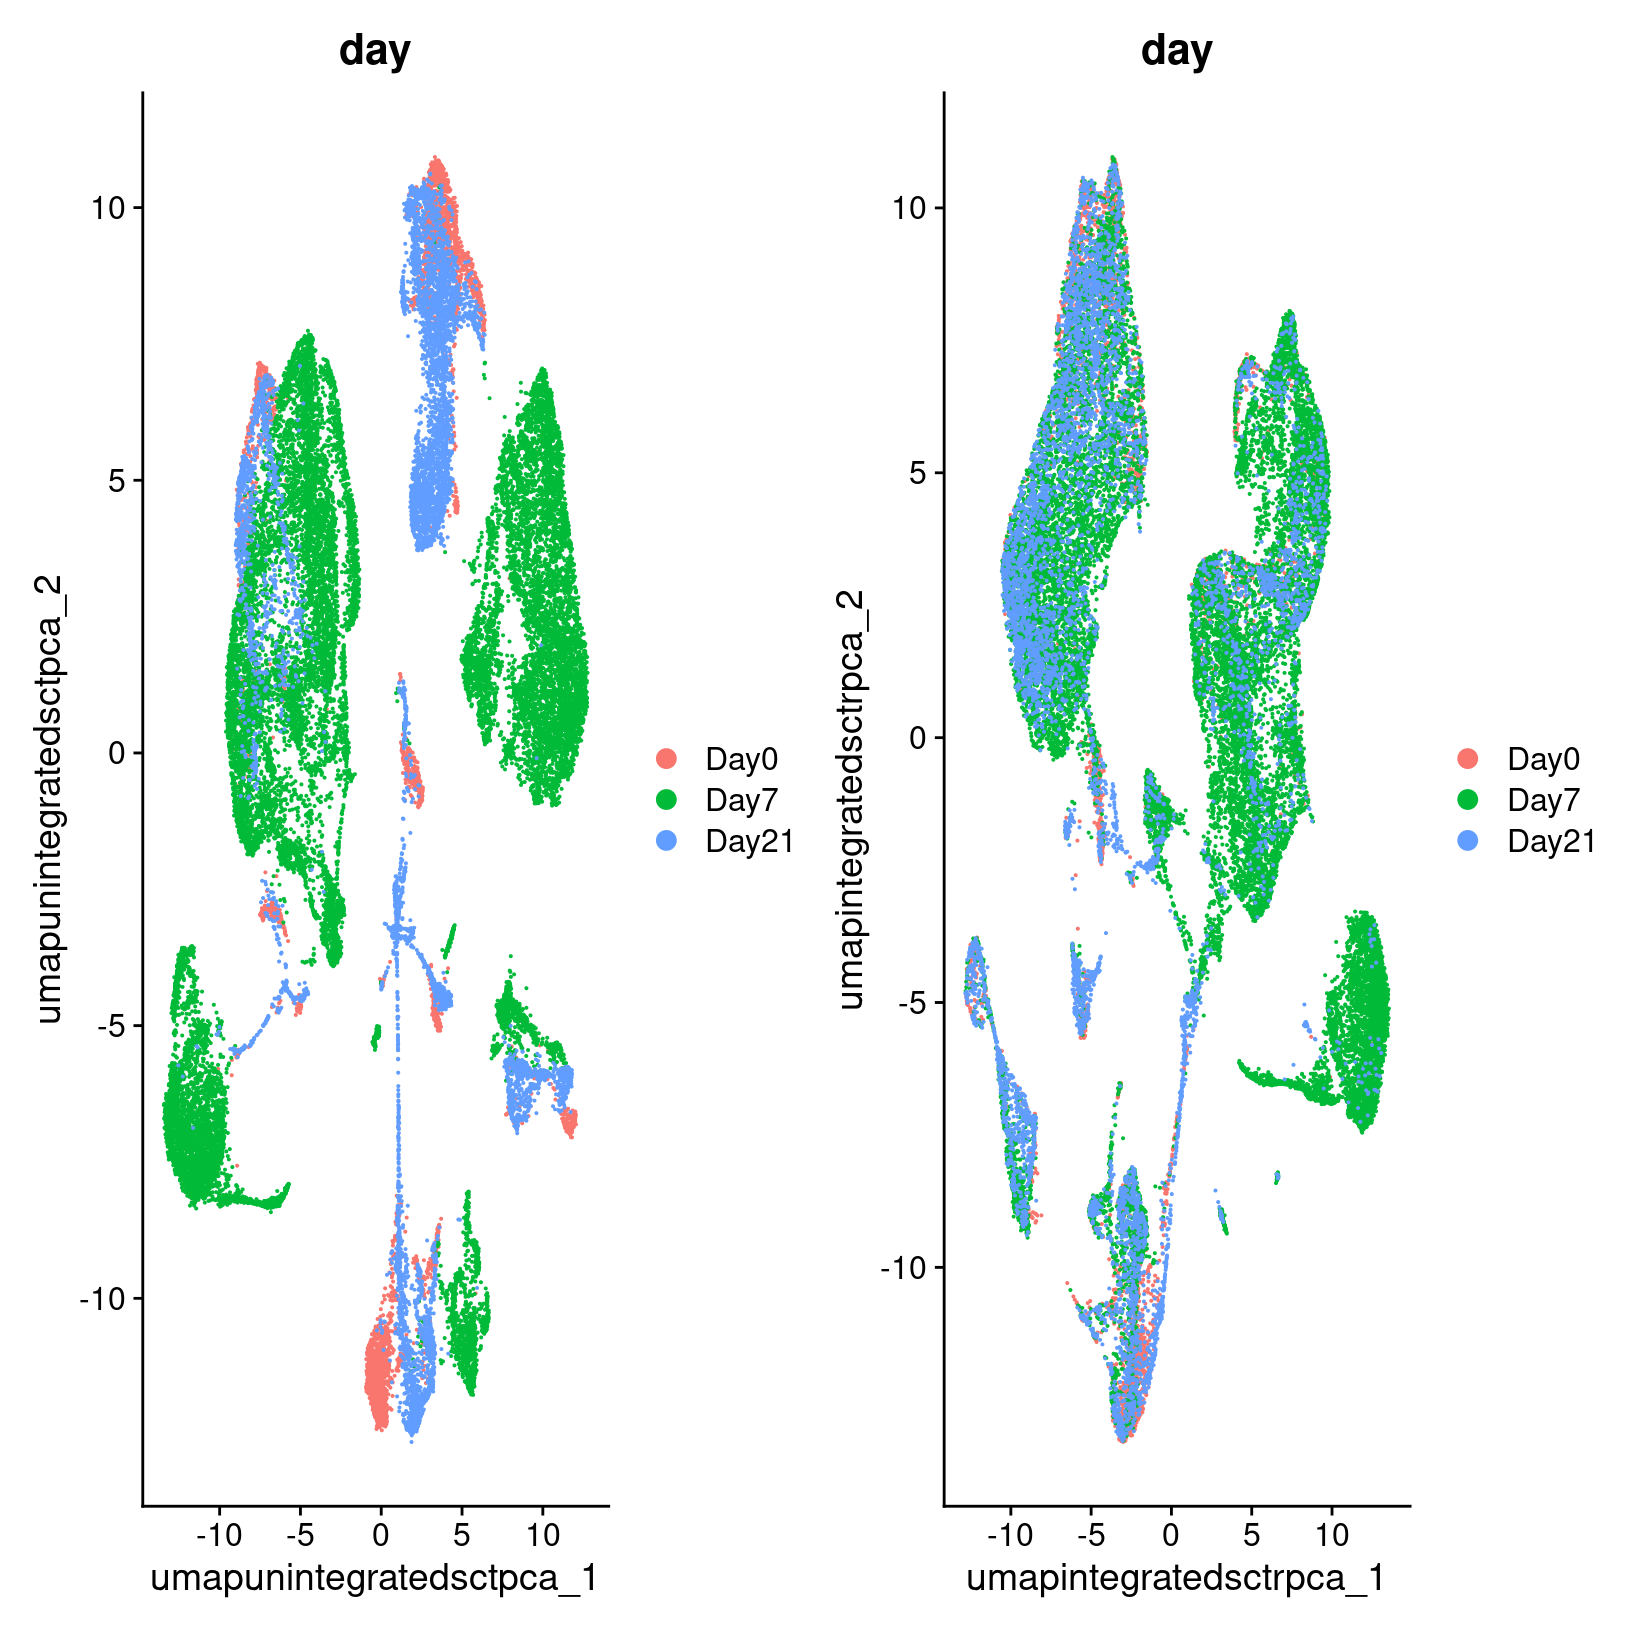 day
10
5
0
-5
-10
-10 -5 0 5 10
umapunintegratedsctpca_1
umapunintegratedsctpca_2
Day0
Day7
Day21
day
10
5
0
-5
-10
-10 -5 0 5 10
umapintegratedsctrpca_1
umapintegratedsctrpca_2
Day0
Day7
Day21